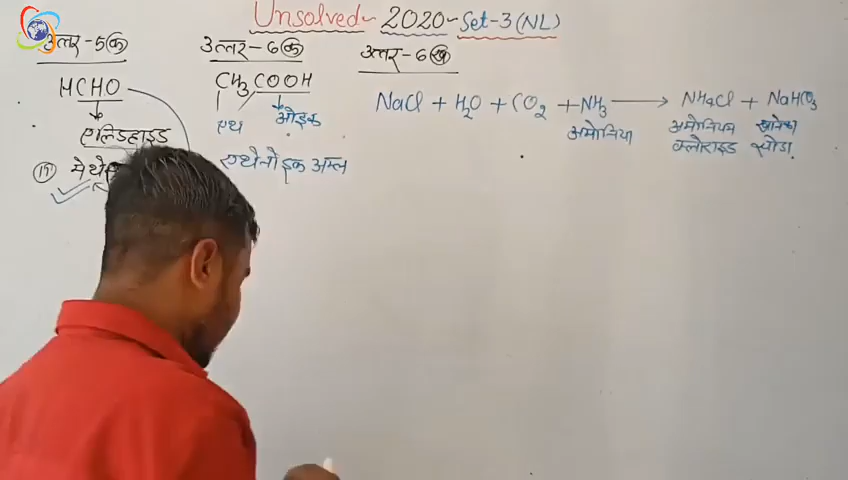 Unsolved - 2020 - Set-3 (NL)
उत्तर-5(क)
HCHO
एलिडहाइड
उत्तर-6(क)
CH3COOH
एथ ओइक
एथेनोइक अम्ल
उत्तर-6(ख)
NaCl + H2O + CO2 + NH3 → NH4Cl + NaHCO3
अमोनिया अमोनियम खाने का
क्लोराइड सोडा